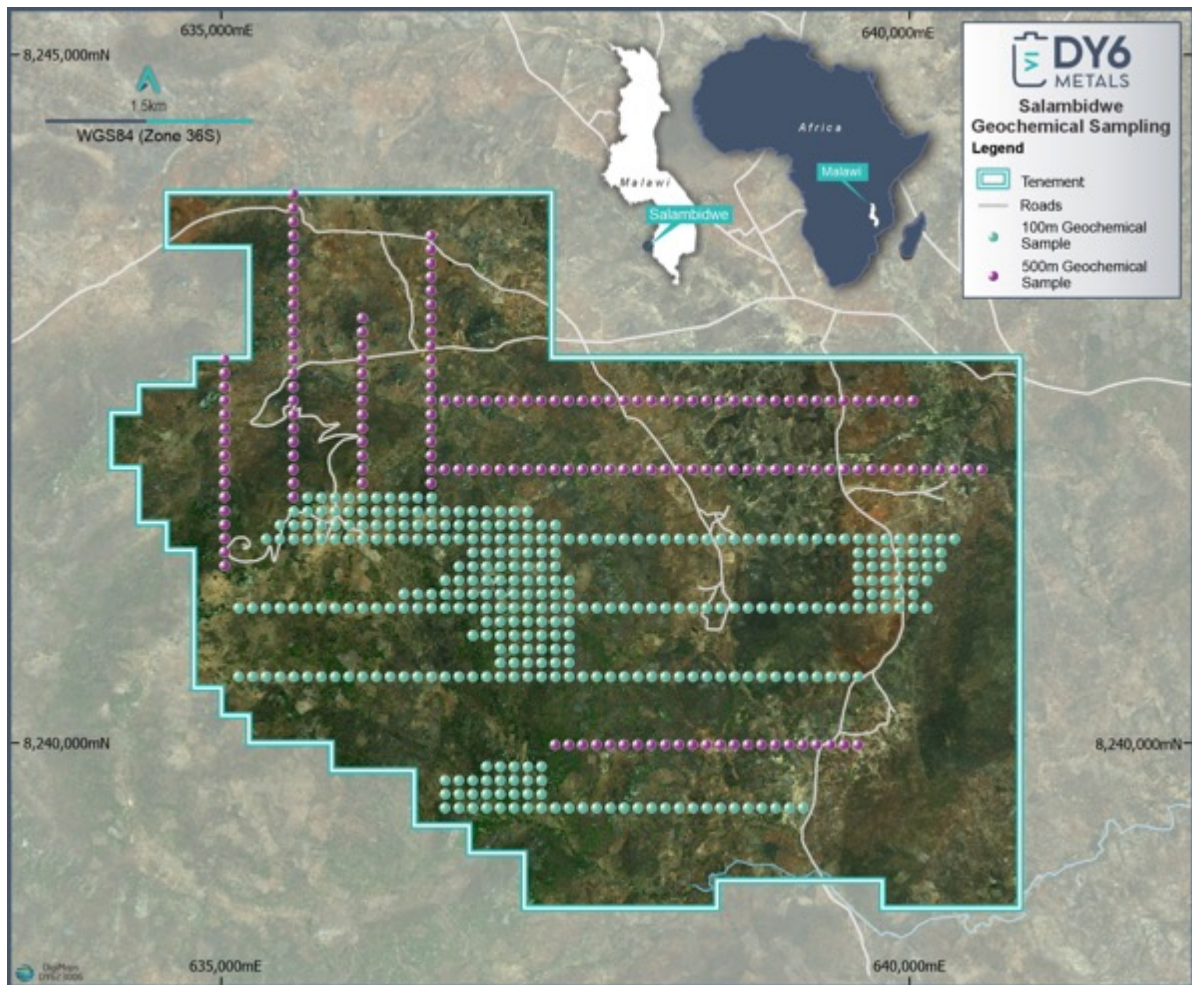 635,000mE
640,000mE
8,245,000mN
1.5km
WGS84 (Zone 36S)
Malawi
Salambidwe
Africa
Malawi
DY6
METALS
Salambidwe
Geochemical Sampling
Legend
Tenement
Roads
100m Geochemical
Sample
500m Geochemical
Sample
8,240,000mN
8,240,000mN
635,000mE
640,000mE
DigiMaps